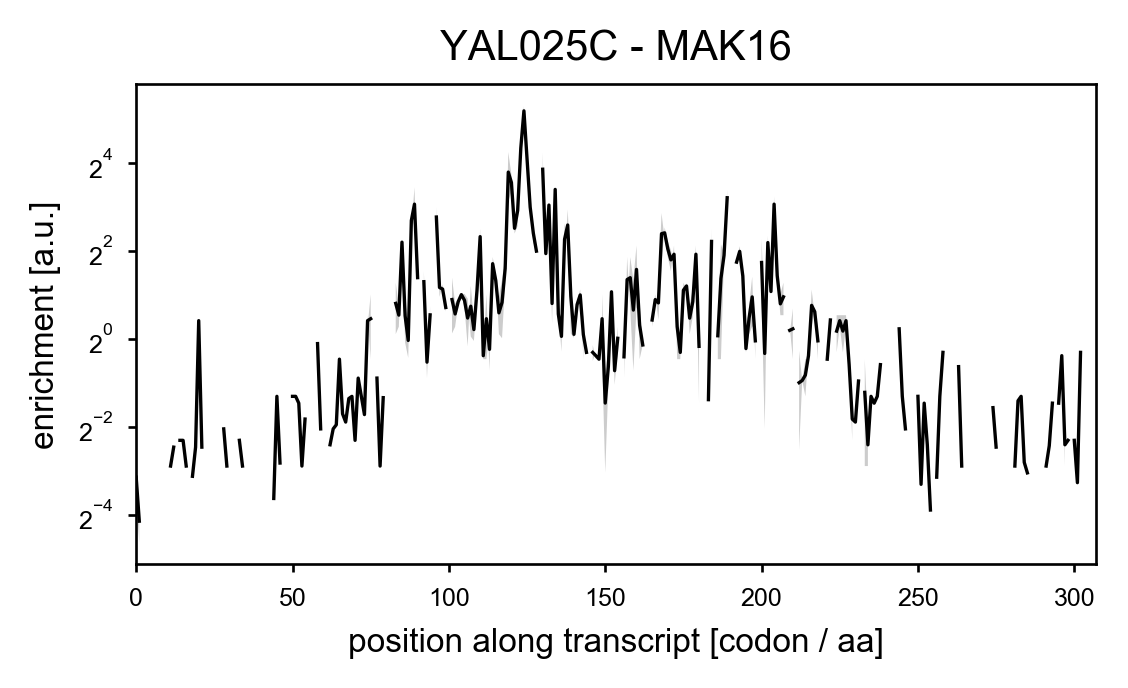 YAL025C - MAK16
enrichment [a.u.]
2^4
2^2
2^0
2^−2
2^−4
0 50 100 150 200 250 300
position along transcript [codon / aa]